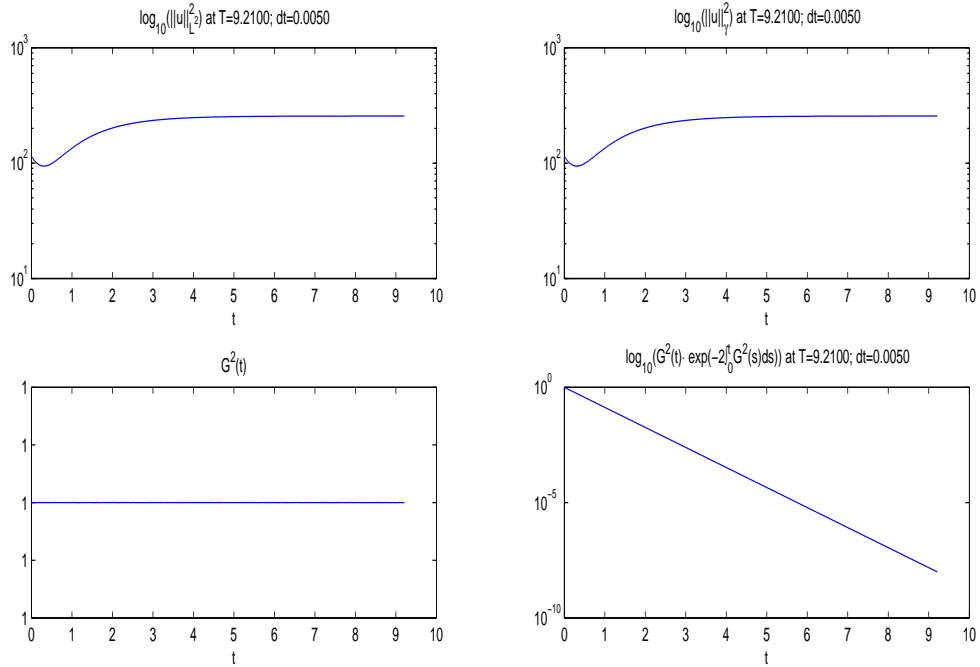 log10(||u||²L²) at T=9.2100; dt=0.0050
10³
10²
10¹
0 1 2 3 4 5 6 7 8 9 10
t
log10(||u||²γ) at T=9.2100; dt=0.0050
10³
10²
10¹
0 1 2 3 4 5 6 7 8 9 10
t
G²(t)
1
1
1
1
1
0 1 2 3 4 5 6 7 8 9 10
t
log10(G²(t)· exp(-2∫0^t G²(s)ds)) at T=9.2100; dt=0.0050
10⁰
10⁻⁵
10⁻¹⁰
0 1 2 3 4 5 6 7 8 9 10
t